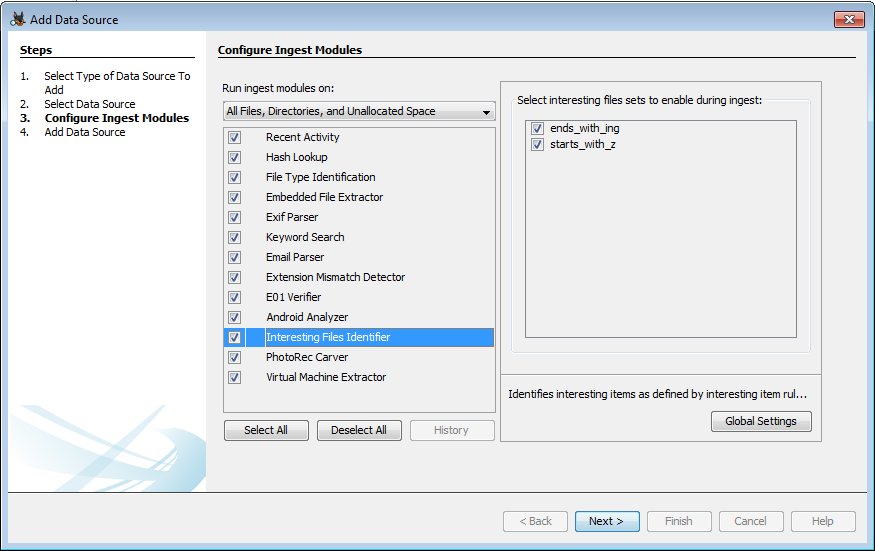 Add Data Source
Steps
1. Select Type of Data Source To
Add
2. Select Data Source
3. Configure Ingest Modules
4. Add Data Source
Configure Ingest Modules
Run ingest modules on:
All Files, Directories, and Unallocated Space
Recent Activity
Hash Lookup
File Type Identification
Embedded File Extractor
Exif Parser
Keyword Search
Email Parser
Extension Mismatch Detector
E01 Verifier
Android Analyzer
Interesting Files Identifier
PhotoRec Carver
Virtual Machine Extractor
Select All
Deselect All
History
Select interesting files sets to enable during ingest:
ends_with_ing
starts_with_z
Identifies interesting items as defined by interesting item rul...
Global Settings
< Back
Next >
Finish
Cancel
Help